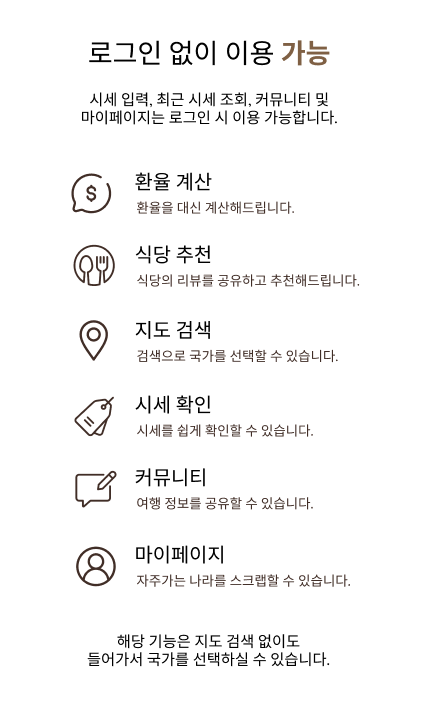 로그인 없이 이용 가능
시세 입력, 최근 시세 조회, 커뮤니티 및
마이페이지는 로그인 시 이용 가능합니다.
$
환율 계산
환율을 대신 계산해드립니다.
식당 추천
식당의 리뷰를 공유하고 추천해드립니다.
지도 검색
검색으로 국가를 선택할 수 있습니다.
시세 확인
시세를 쉽게 확인할 수 있습니다.
커뮤니티
여행 정보를 공유할 수 있습니다.
마이페이지
자주가는 나라를 스크랩할 수 있습니다.
해당 기능은 지도 검색 없이도
들어가서 국가를 선택하실 수 있습니다.